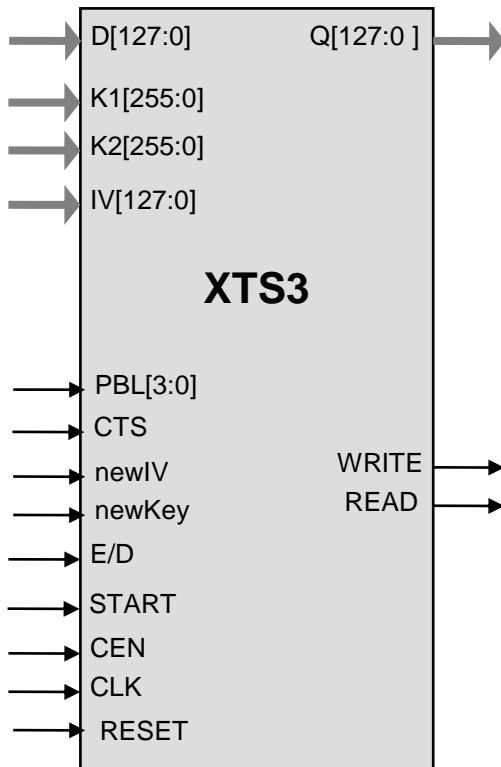 D[127:0] Q[127:0 ]
K1[255:0]
K2[255:0]
IV[127:0]
XTS3
PBL[3:0]
CTS
newIV WRITE
newKey READ
E/D
START
CEN
CLK
RESET